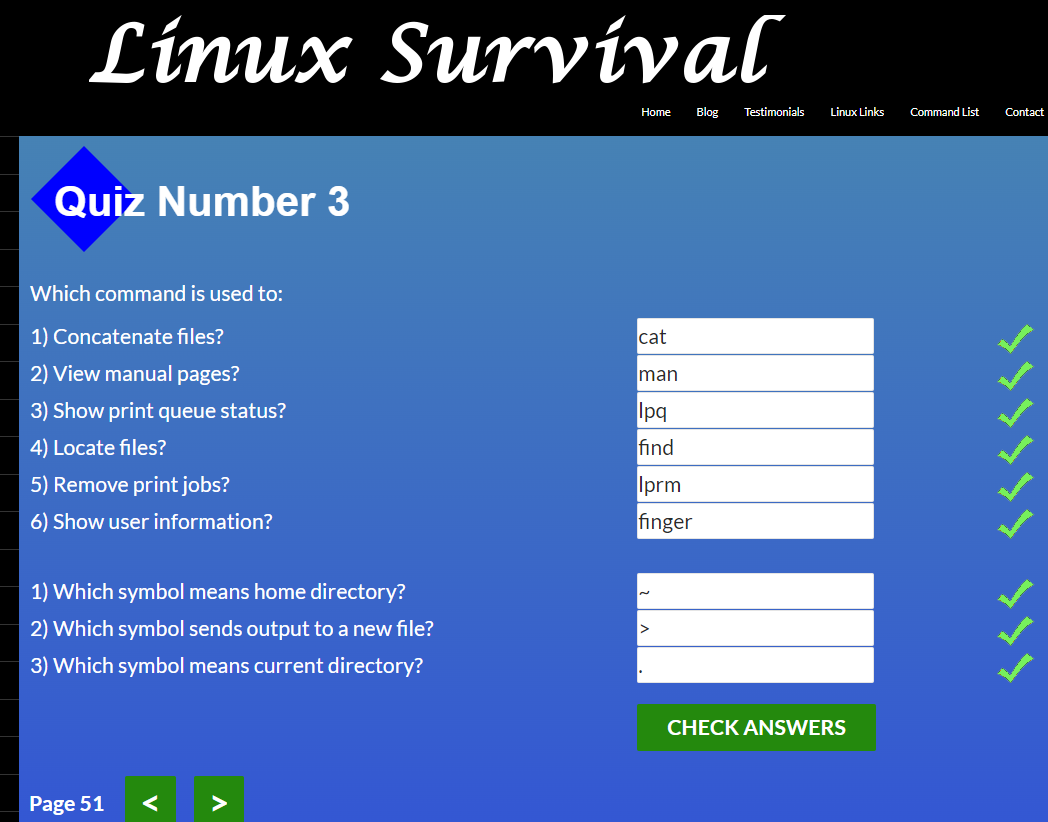 Linux Survival
Home Blog Testimonials Linux Links Command List Contact
Quiz Number 3
Which command is used to:
1) Concatenate files? cat
2) View manual pages? man
3) Show print queue status? lpq
4) Locate files? find
5) Remove print jobs? lprm
6) Show user information? finger
1) Which symbol means home directory? ~
2) Which symbol sends output to a new file? >
3) Which symbol means current directory? .
CHECK ANSWERS
Page 51 < >